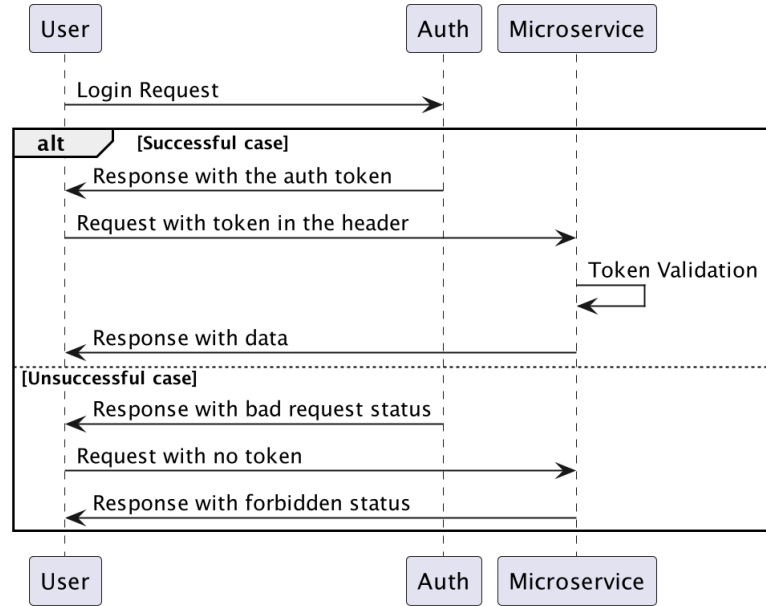 User Auth Microservice
Login Request
alt [Successful case]
Response with the auth token
Request with token in the header
Token Validation
Response with data
[Unsuccessful case]
Response with bad request status
Request with no token
Response with forbidden status
User Auth Microservice